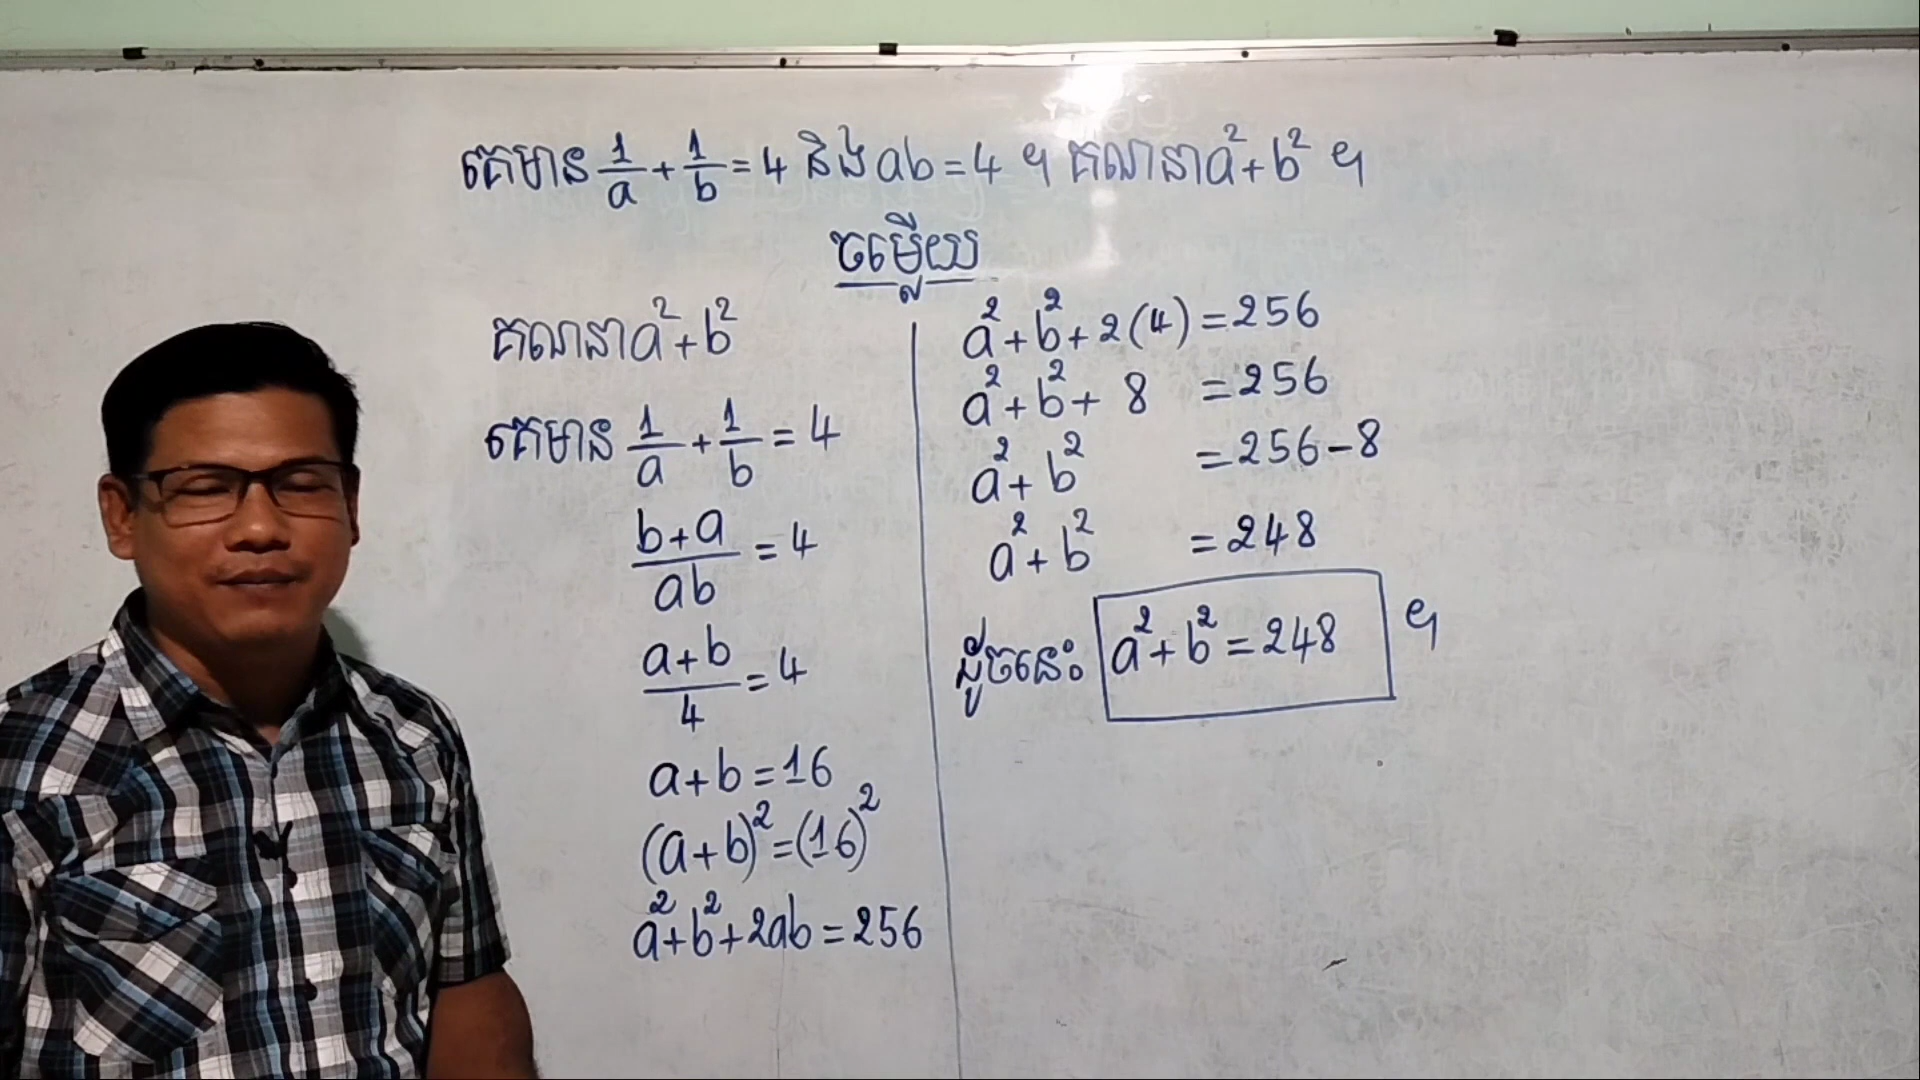 គេមាន 1/a + 1/b = 4 និង ab = 4 ។ គណនា a² + b² ។
ចម្លើយ
គណនា a² + b²
គេមាន 1/a + 1/b = 4
(b+a)/ab = 4
(a+b)/4 = 4
a+b = 16
(a+b)² = (16)²
a²+b²+2ab = 256
a²+b²+2(4) = 256
a²+b²+ 8 = 256
a²+b² = 256-8
a²+b² = 248
ដូចនេះ a²+b² = 248 ។